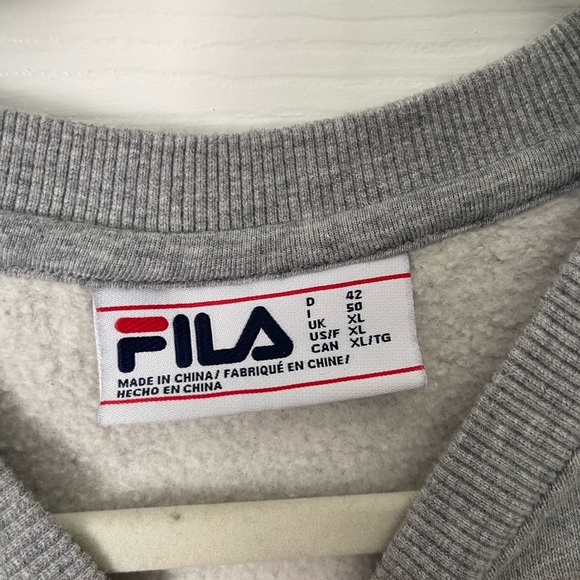 FILA
D 42
I 50
UK XL
US/F XL
CAN XL/TG
MADE IN CHINA/ FABRIQUÉ EN CHINE/
HECHO EN CHINA